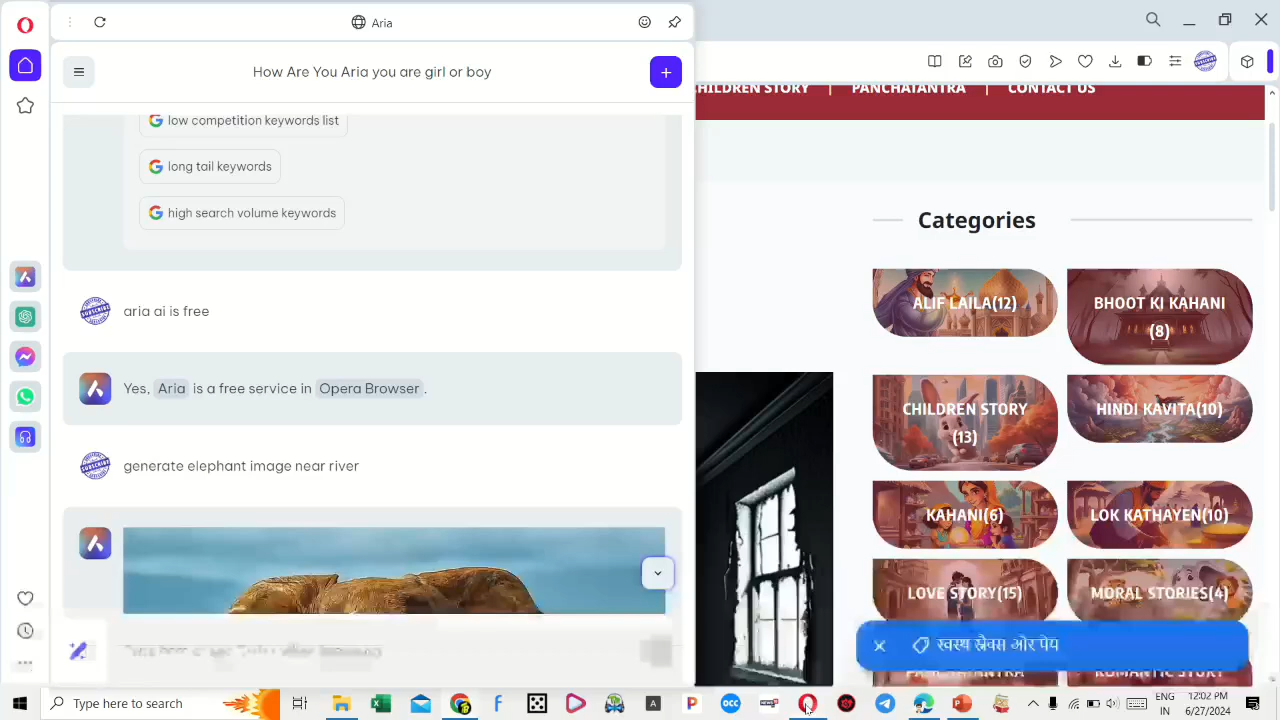 Aria
How Are You Aria you are girl or boy
low competition keywords list
long tail keywords
high search volume keywords
aria ai is free
Yes, Aria is a free service in Opera Browser.
generate elephant image near river
CHILDREN STORY | PANCHATANTRA | CONTACT US
Categories
ALIF LAILA(12)
BHOOT KI KAHANI
(8)
CHILDREN STORY
(13)
HINDI KAVITA(10)
KAHANI(6)
LOK KATHAYEN(10)
LOVE STORY(15)
MORAL STORIES(4)
स्वस्थ स्नैक्स और पेय
PANCHATANTRA
ROMANTIC STORY
Type here to search
ENG
IN
12:02 PM
6/27/2024